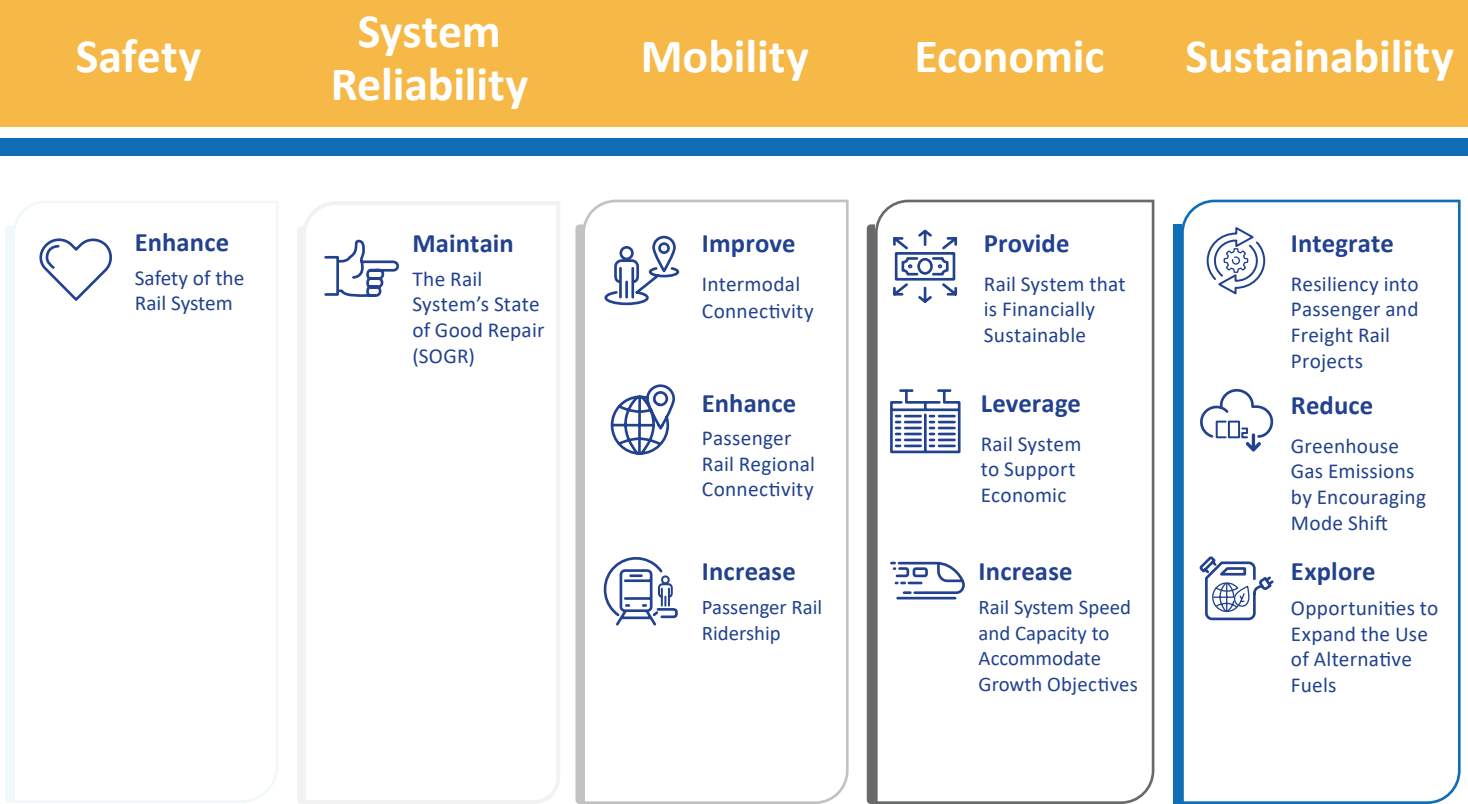 Safety
System
Reliability
Mobility
Economic
Sustainability
Enhance
Safety of the
Rail System
Maintain
The Rail
System's State
of Good Repair
(SOGR)
Improve
Intermodal
Connectivity
Enhance
Passenger
Rail Regional
Connectivity
Increase
Passenger Rail
Ridership
Provide
Rail System that
is Financially
Sustainable
Leverage
Rail System
to Support
Economic
Increase
Rail System Speed
and Capacity to
Accommodate
Growth Objectives
Integrate
Resiliency into
Passenger and
Freight Rail
Projects
CO₂
Reduce
Greenhouse
Gas Emissions
by Encouraging
Mode Shift
Explore
Opportunities to
Expand the Use
of Alternative
Fuels